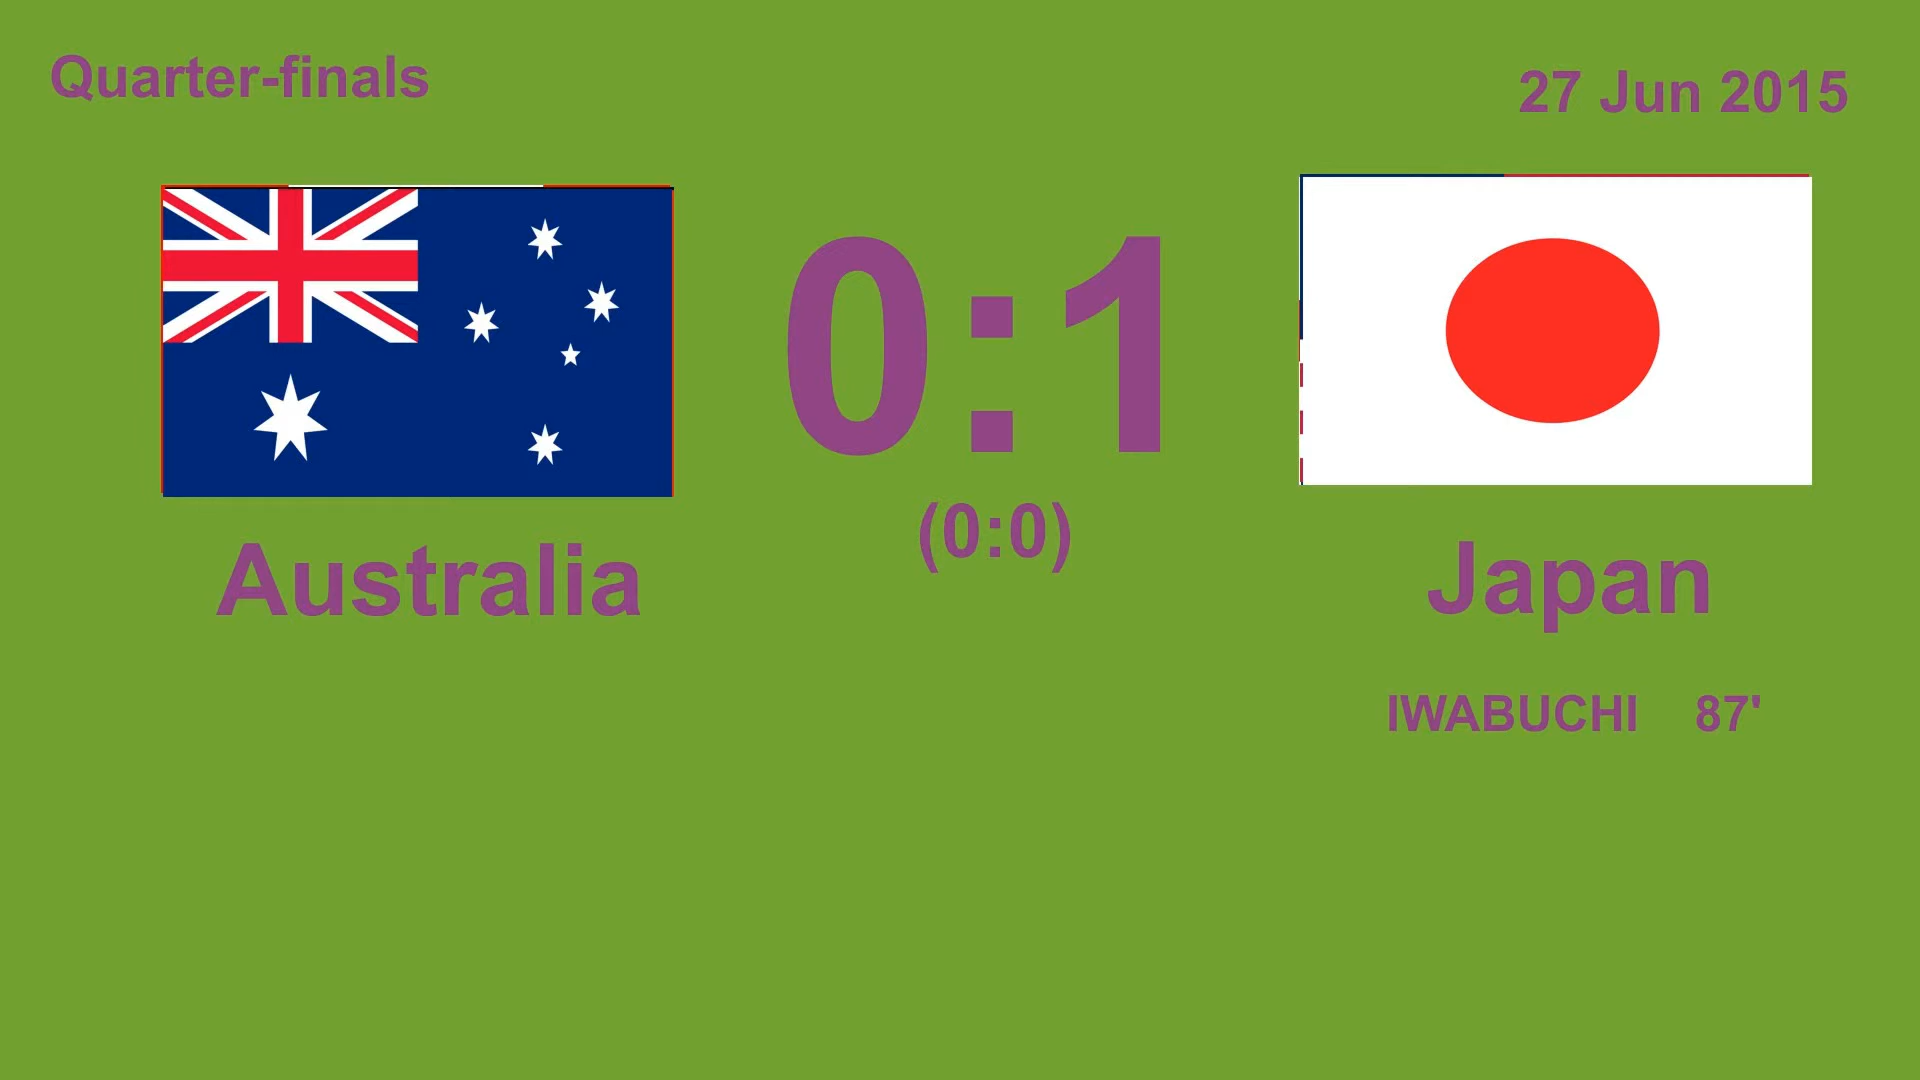 Quarter-finals
27 Jun 2015
0:1
(0:0)
Australia
Japan
IWABUCHI 87'